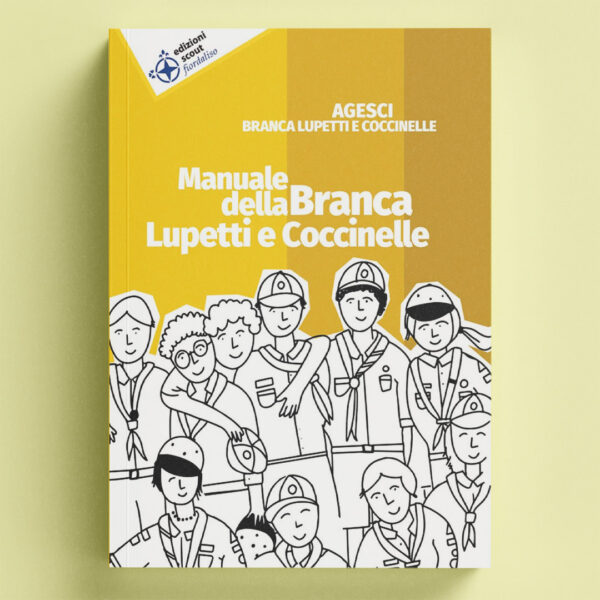 edizioni
scout
fiordaliso
AGESCI
BRANCA LUPETTI E COCCINELLE
Manuale
della Branca
Lupetti e Coccinelle